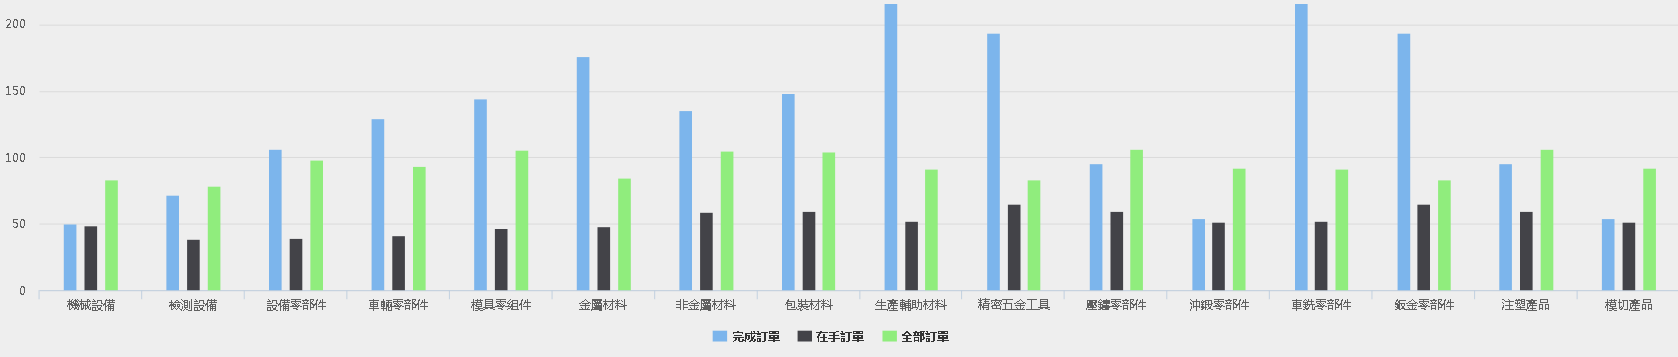 200
150
100
50
0
機械設備 檢測設備 設備零部件 車輛零部件 模具零組件 金屬材料 非金屬材料 包裝材料 生產輔助材料 精密五金工具 壓鑄零部件 沖鍛零部件 車銑零部件 鈑金零部件 注塑產品 模切產品
完成訂單 在手訂單 全部訂單